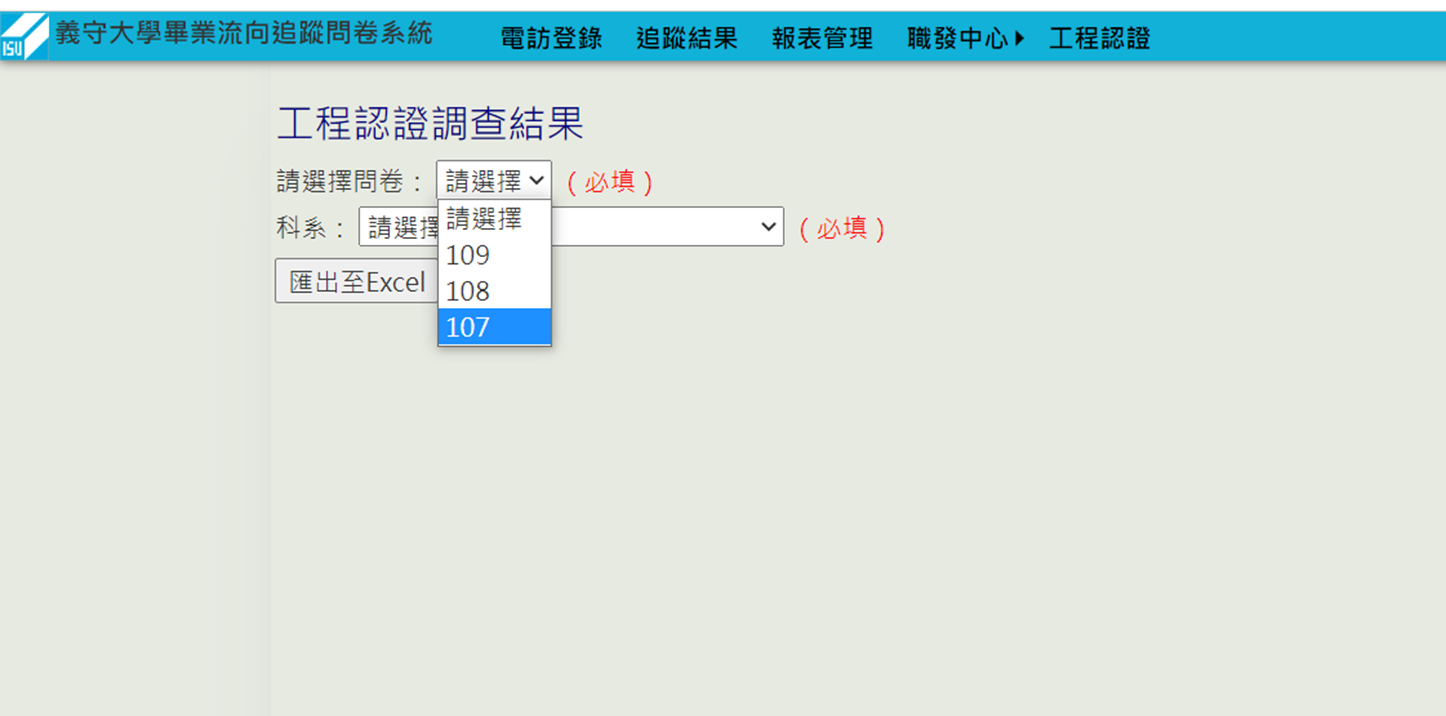 ISU 義守大學畢業流向追蹤問卷系統 電訪登錄 追蹤結果 報表管理 職發中心 工程認證
工程認證調查結果
請選擇問卷： 請選擇 （必填）
科系： 請選擇 （必填）
請選擇
109
匯出至Excel
108
107